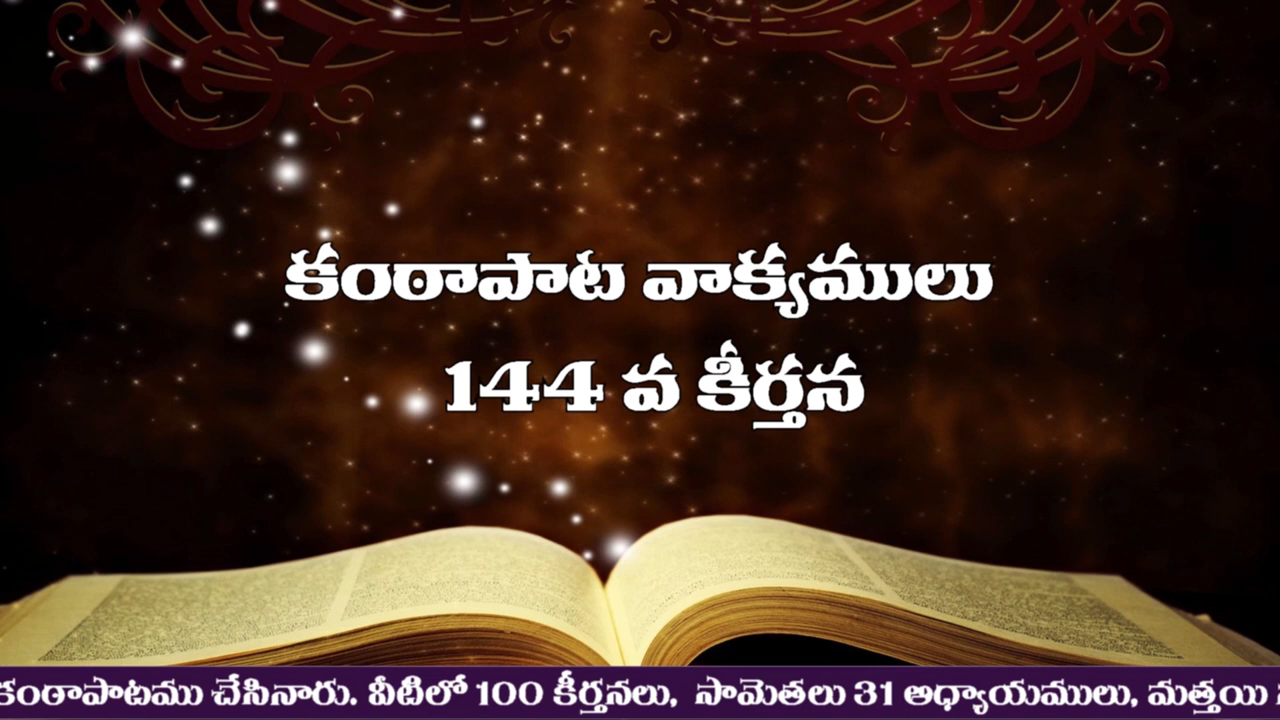 కంఠాపాట వాక్యములు
144 వ కీర్తన
కంఠాపాటము చేసినారు. వీటిలో 100 కీర్తనలు, సామెతలు 31 అధ్యాయములు, మత్తయి